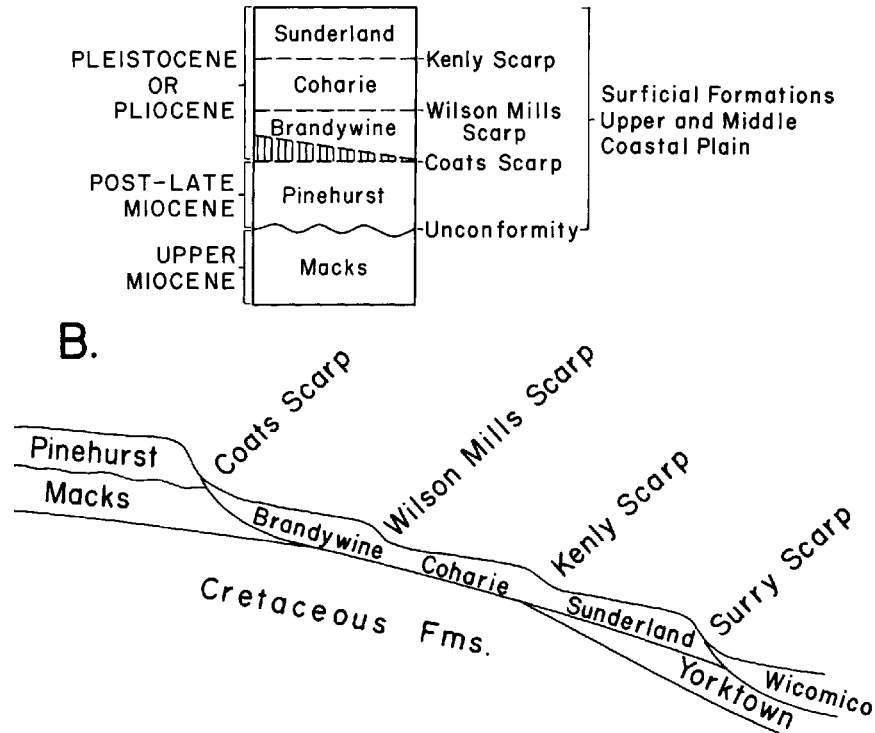 PLEISTOCENE
OR
PLIOCENE
POST-LATE
MIOCENE
UPPER
MIOCENE
Sunderland
Coharie
Brandywine
Pinehurst
Macks
Kenly Scarp
Wilson Mills
Scarp
Coats Scarp
Unconformity
Surficial Formations
Upper and Middle
Coastal Plain
B.
Coats Scarp
Wilson Mills Scarp
Kenly Scarp
Surry Scarp
Pinehurst
Macks
Brandywine
Coharie
Sunderland
Wicomico
Yorktown
Cretaceous Fms.